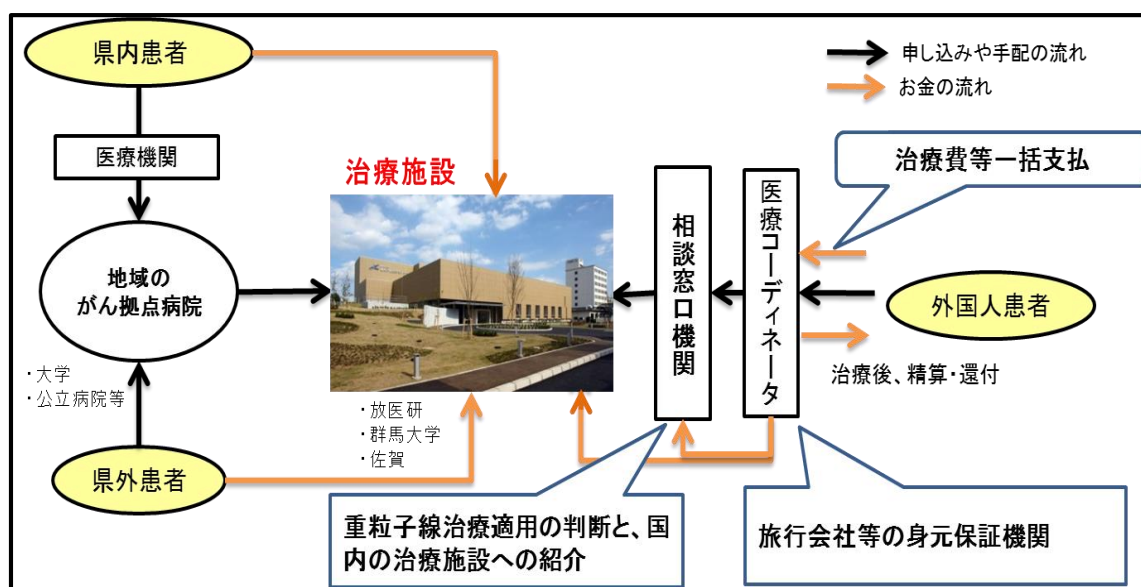 県内患者
申し込みや手配の流れ
お金の流れ
医療機関
治療施設
治療費等一括支払
地域の
がん拠点病院
相談窓口機関
医療コーディネータ
外国人患者
・大学
・公立病院等
治療後、精算・還付
・放医研
・群馬大学
・佐賀
県外患者
重粒子線治療適用の判断と、国
内の治療施設への紹介
旅行会社等の身元保証機関